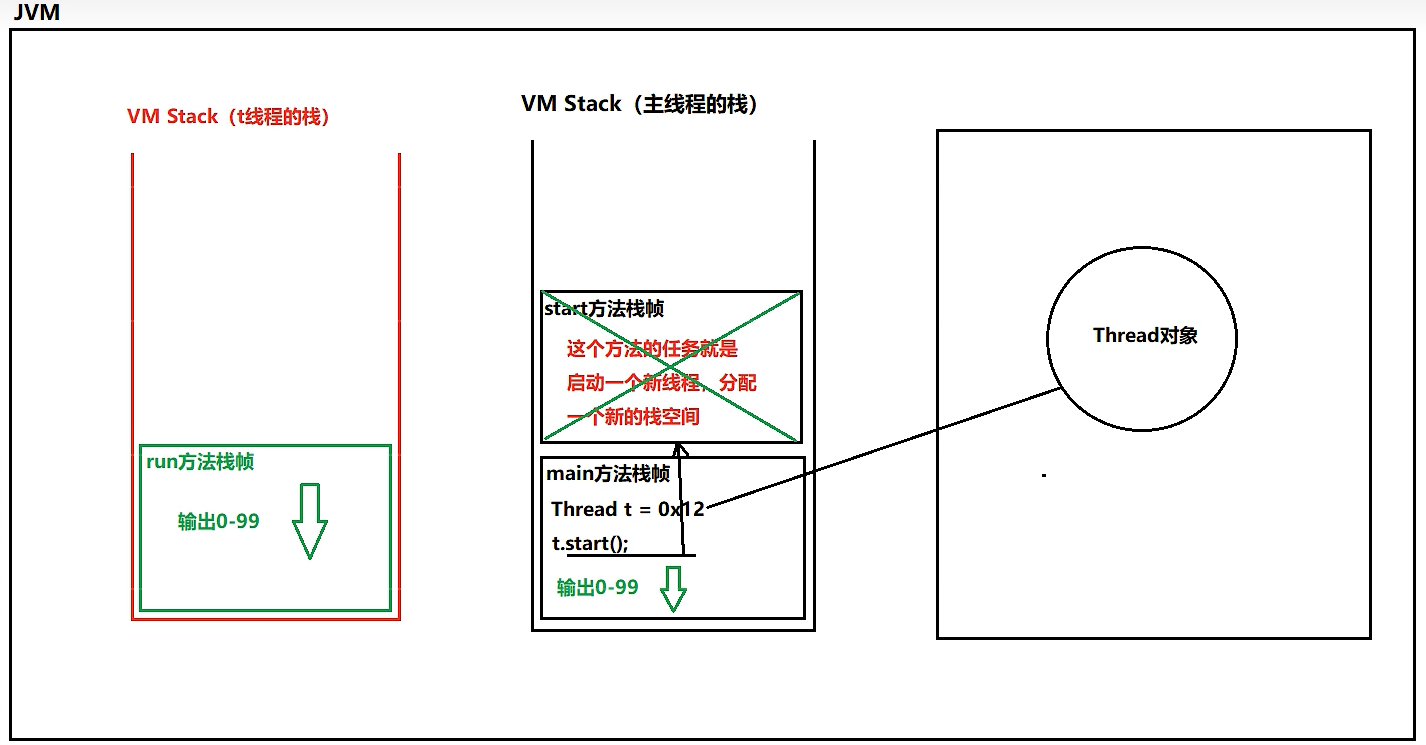 JVM
VM Stack（t线程的栈）
run方法栈帧
输出0-99
VM Stack（主线程的栈）
start方法栈帧
这个方法的任务就是
启动一个新线程，分配
一个新的栈空间
main方法栈帧
Thread t = 0x12
t.start();
输出0-99
Thread对象